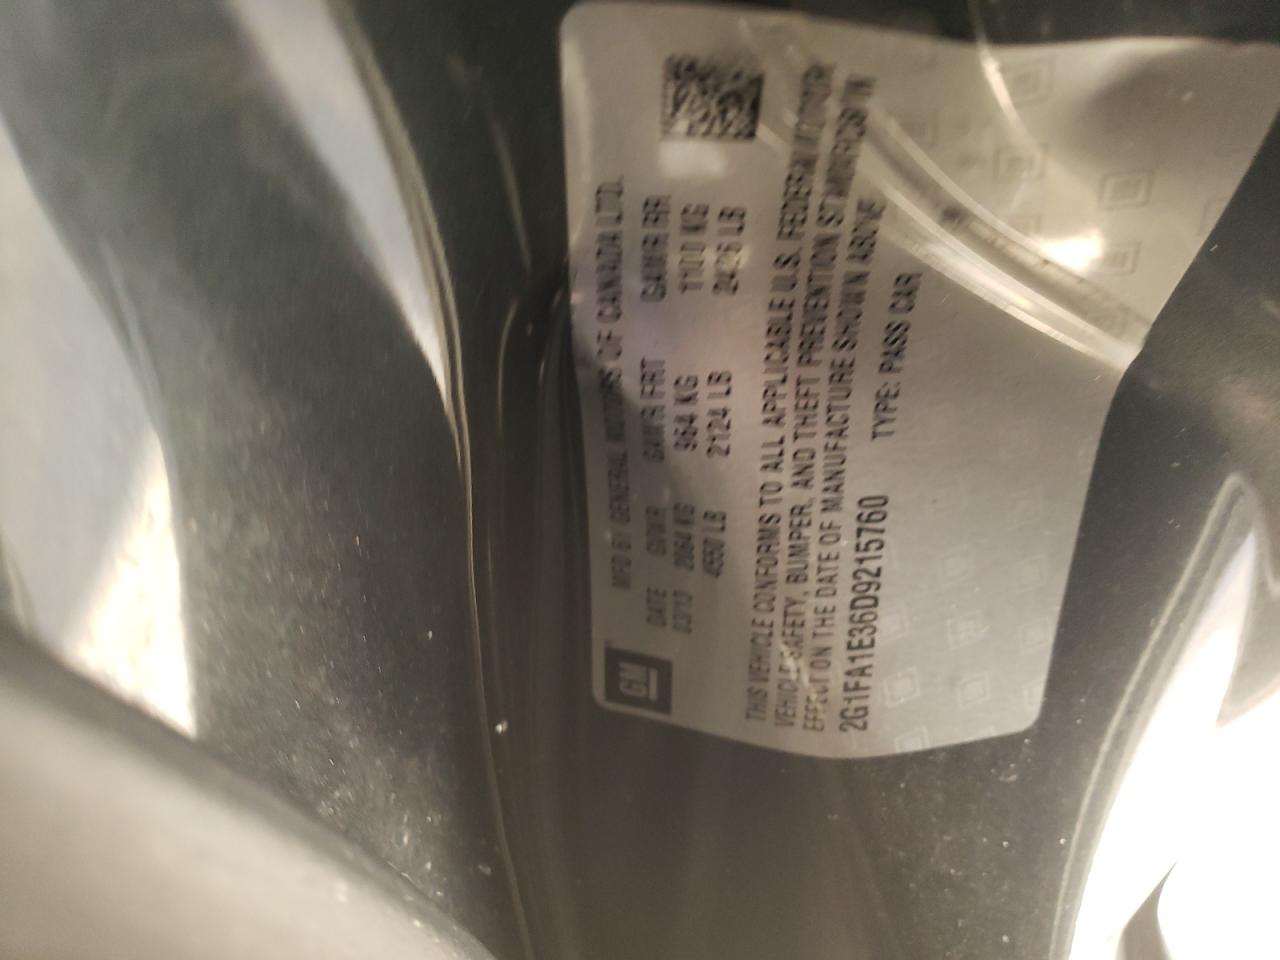 GM
MFD BY GENERAL MOTORS OF CANADA LTD.
DATE GVWR GAWR FRT GAWR RR
03/13 2064 KG 964 KG 1100 KG
4550 LB 2124 LB 2426 LB
THIS VEHICLE CONFORMS TO ALL APPLICABLE U.S. FEDERAL MOTOR
VEHICLE SAFETY, BUMPER, AND THEFT PREVENTION STANDARDS IN
EFFECT ON THE DATE OF MANUFACTURE SHOWN ABOVE
2G1FA1E36D9215760 TYPE: PASS CAR